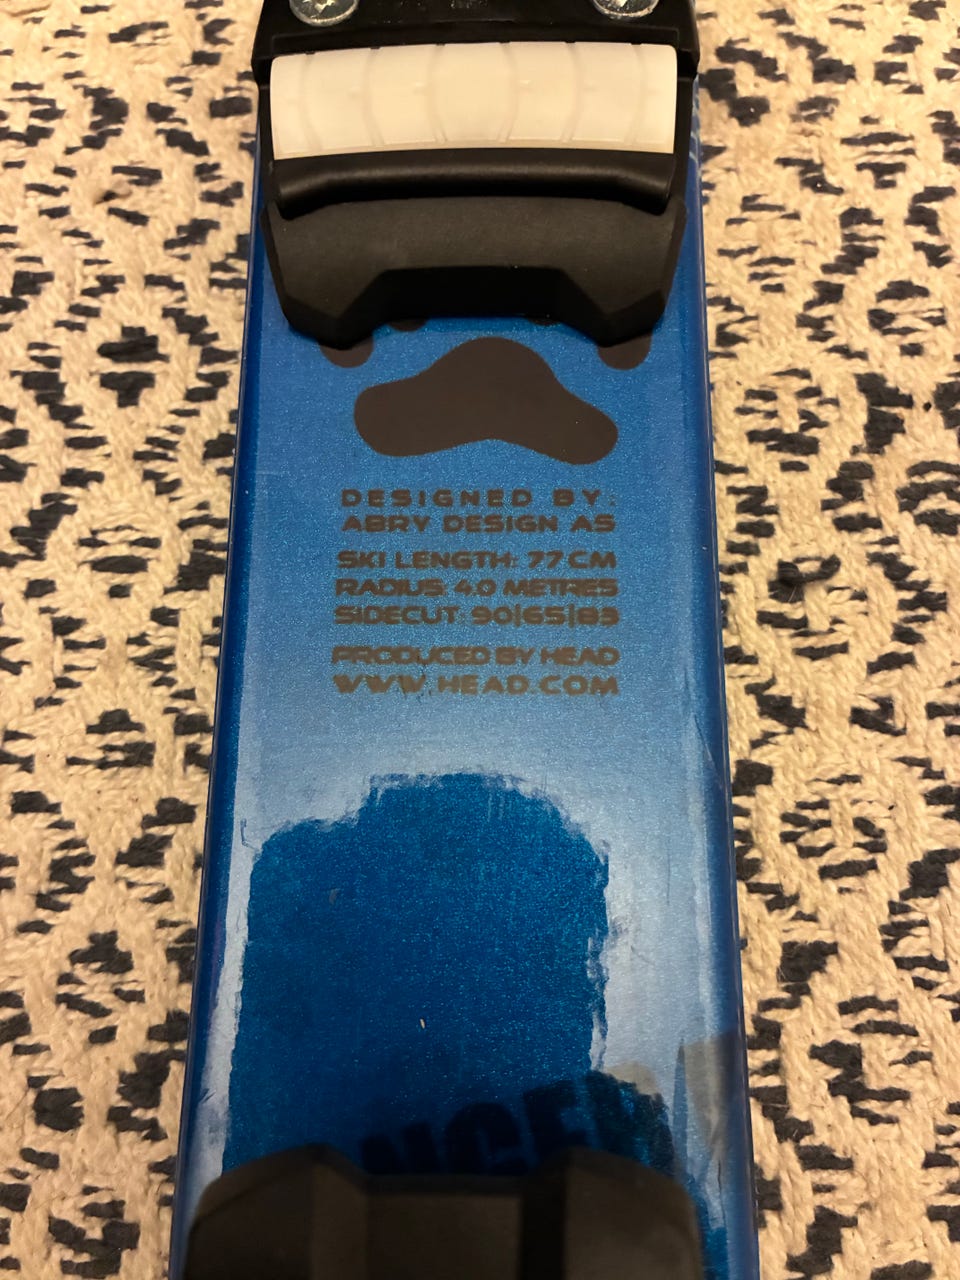 DESIGNED BY:
ABRY DESIGN AS
SKI LENGTH: 77 CM
RADIUS: 4.0 METRES
SIDECUT: 90|65|83
PRODUCED BY HEAD
WWW.HEAD.COM